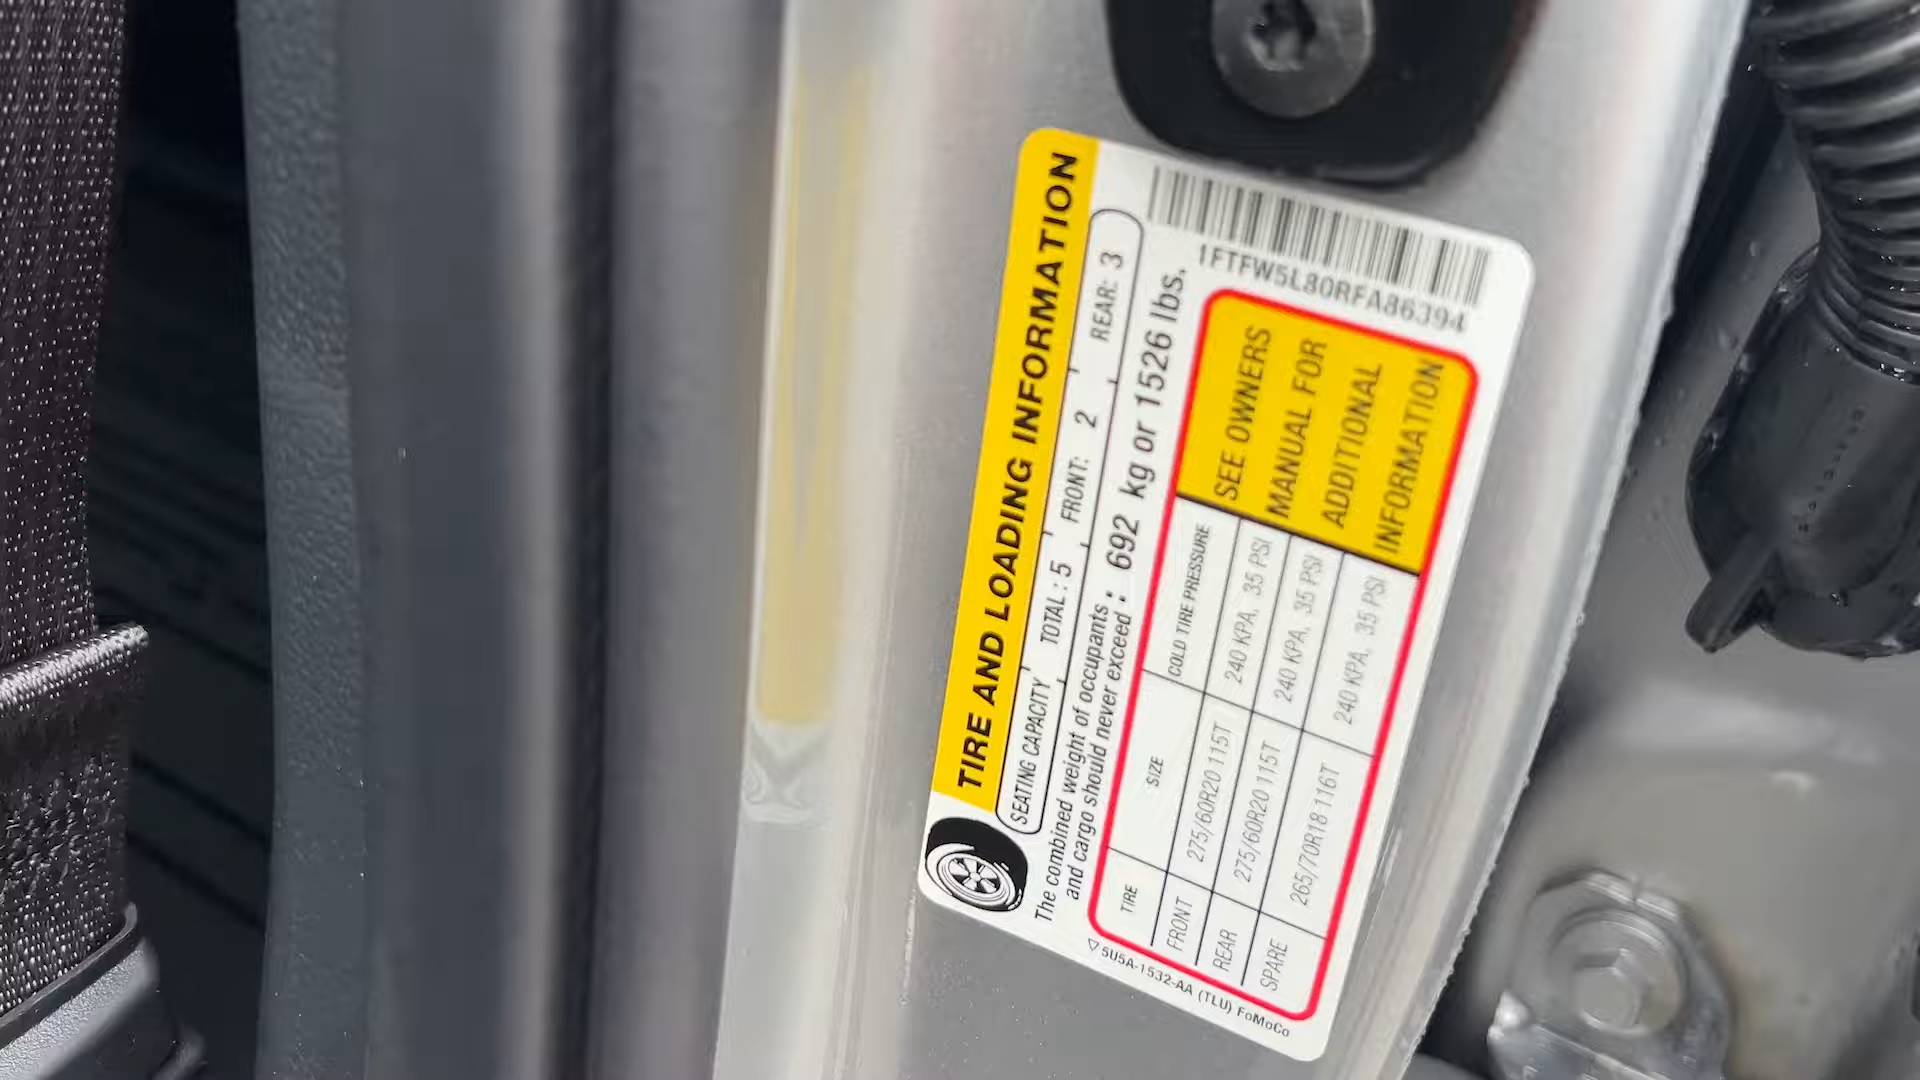 TIRE AND LOADING INFORMATION
SEATING CAPACITY TOTAL : 5 FRONT: 2 REAR: 3
The combined weight of occupants
and cargo should never exceed : 692 kg or 1526 lbs.
TIRE SIZE COLD TIRE PRESSURE
FRONT 275/60R20 115T 240 KPA, 35 PSI
REAR 275/60R20 115T 240 KPA, 35 PSI
SPARE 265/70R18 116T 240 KPA, 35 PSI
SEE OWNERS
MANUAL FOR
ADDITIONAL
INFORMATION
1FTFW5L80RFA86394
5U5A-1532-AA (TLU) FoMoCo